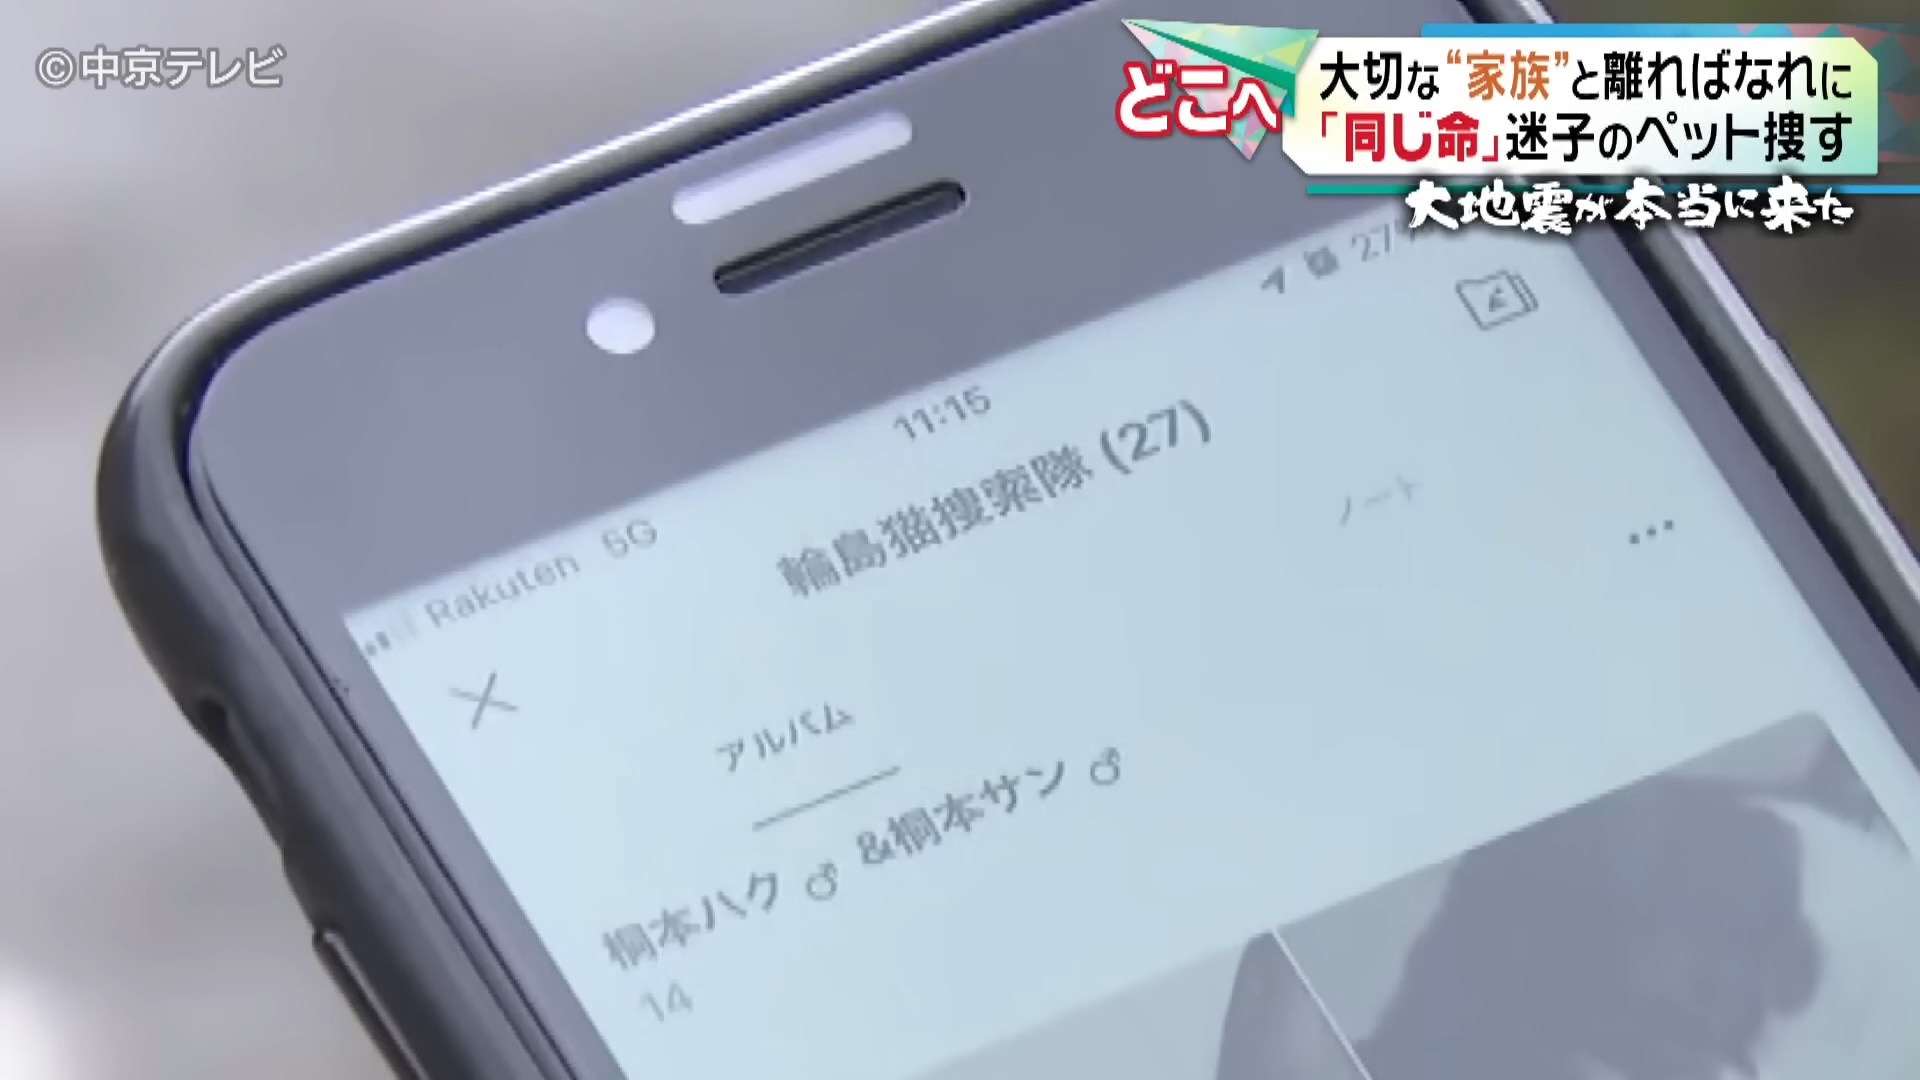 ©中京テレビ
どこへ
大切な“家族”と離ればなれに
「同じ命」迷子のペット捜す
大地震が本当に来た
Rakuten 5G
11:15
輪島猫捜索隊 (27)
アルバム
ノート
桐本ハク♂&桐本サン♂
14